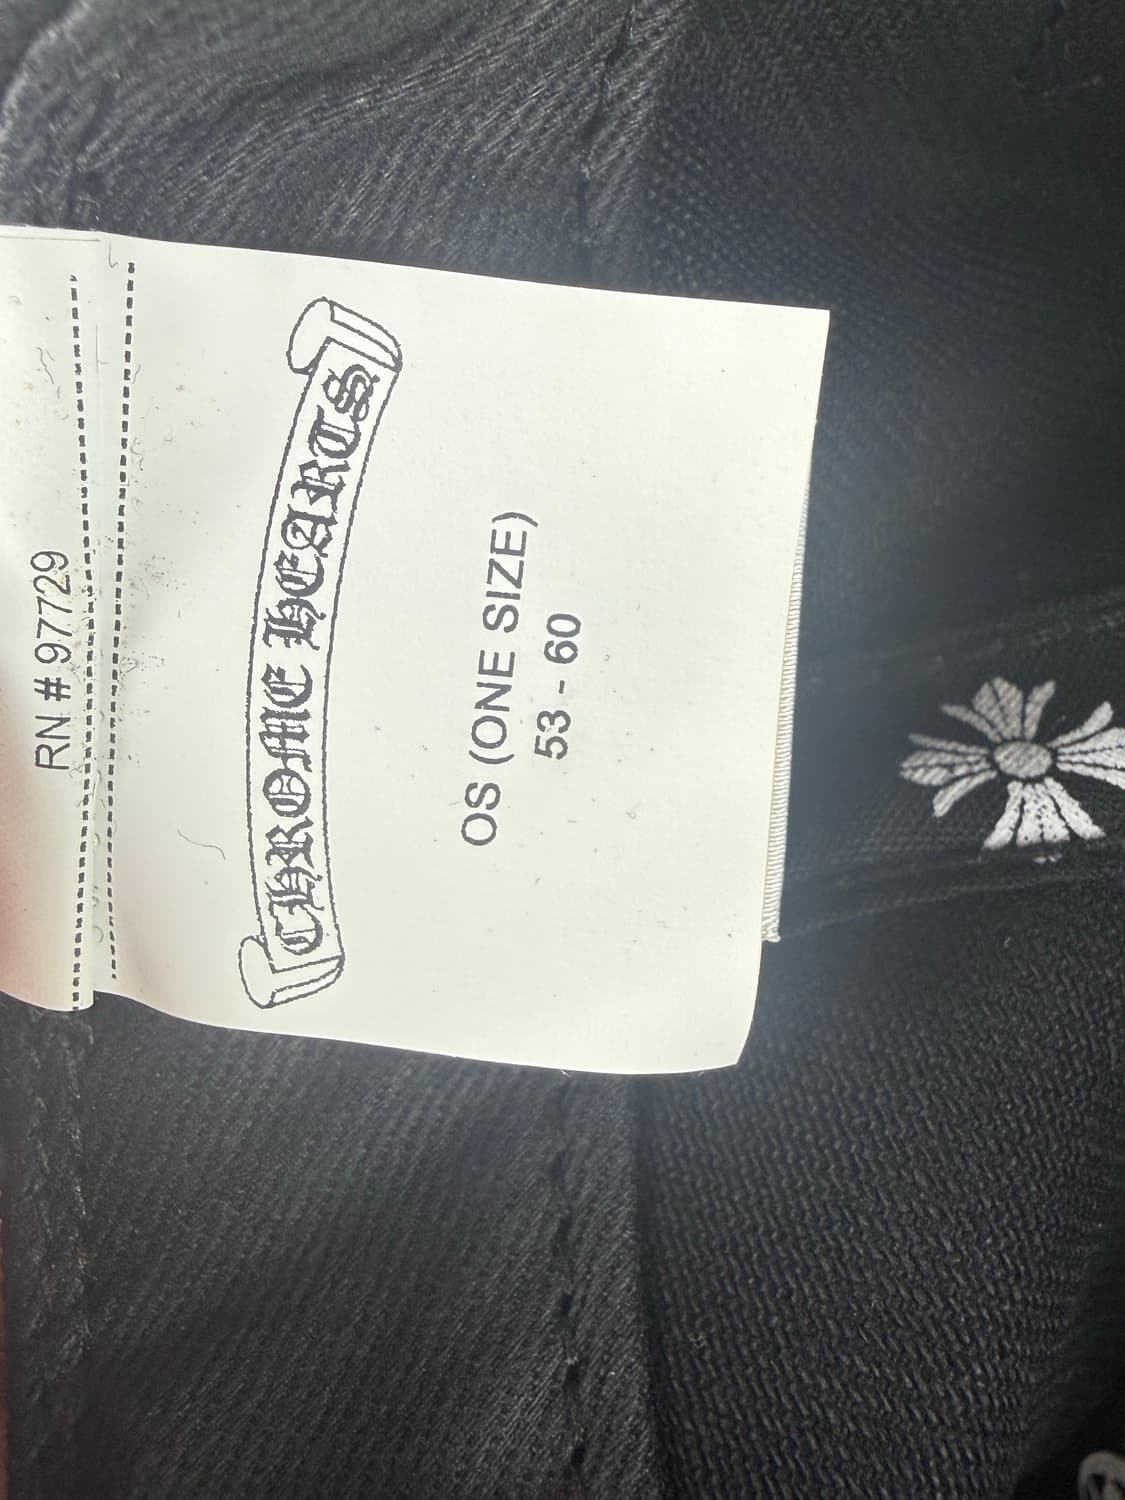 RN # 97729
CHROME HEARTS
OS (ONE SIZE)
53 - 60